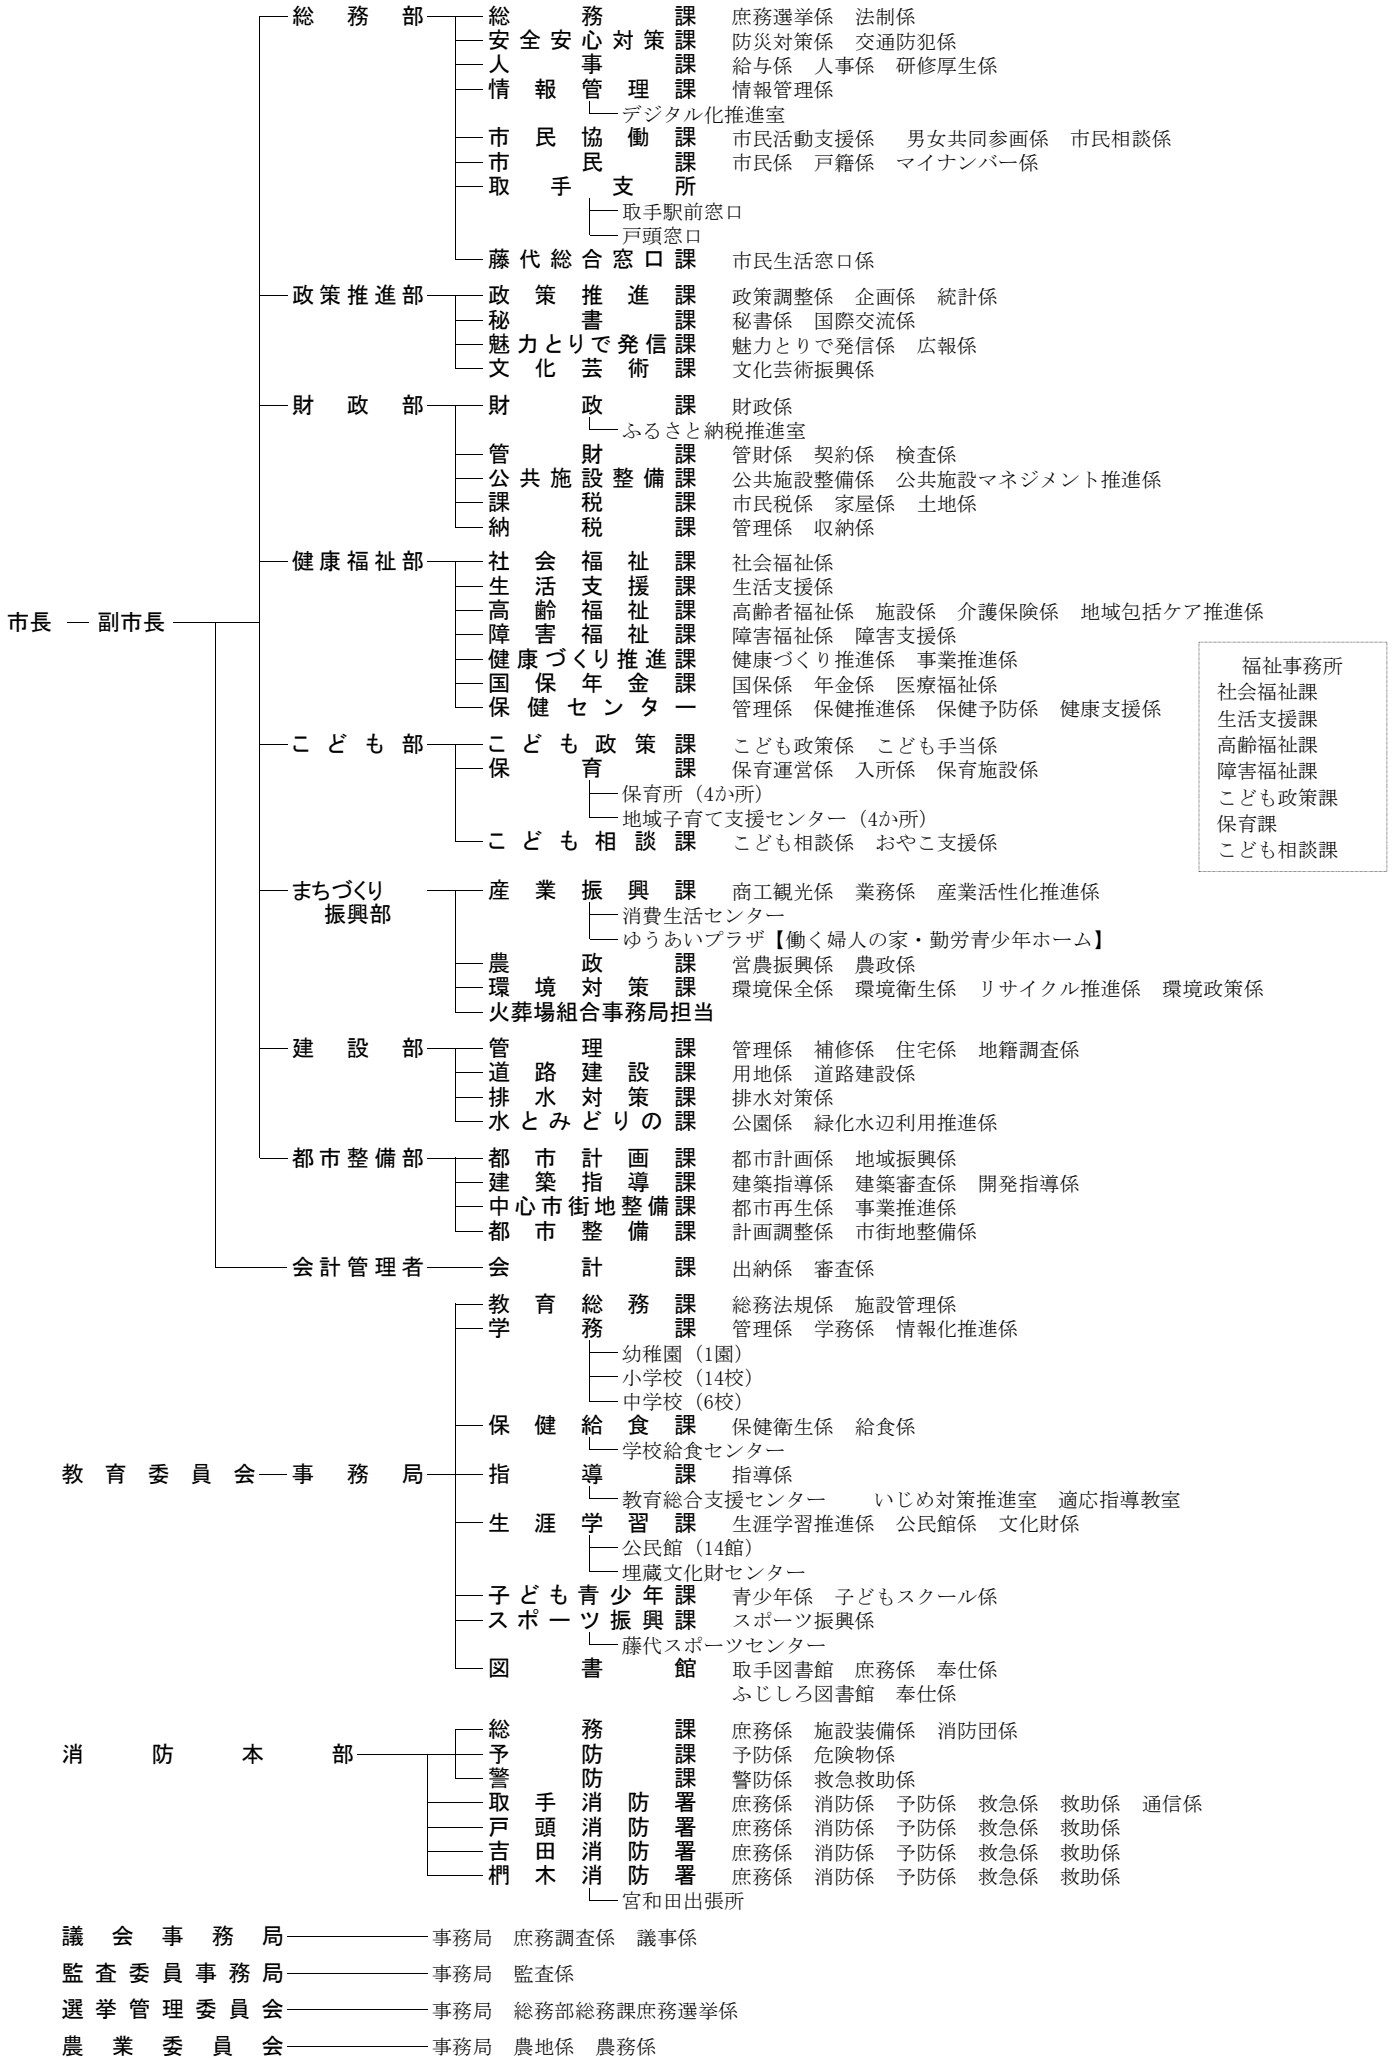 総務部 総務課 庶務選挙係 法制係
安全安心対策課 防災対策係 交通防犯係
人事課 給与係 人事係 研修厚生係
情報管理課 情報管理係
デジタル化推進室
市民協働課 市民活動支援係 男女共同参画係 市民相談係
市民課 市民係 戸籍係 マイナンバー係
取手支所
取手駅前窓口
戸頭窓口
藤代総合窓口課 市民生活窓口係
政策推進部 政策推進課 政策調整係 企画係 統計係
秘書課 秘書係 国際交流係
魅力とりで発信課 魅力とりで発信係 広報係
文化芸術課 文化芸術振興係
財政部 財政課 財政係
ふるさと納税推進室
管財課 管財係 契約係 検査係
公共施設整備課 公共施設整備係 公共施設マネジメント推進係
課税課 市民税係 家屋係 土地係
納税課 管理係 収納係
健康福祉部 社会福祉課 社会福祉係
生活支援課 生活支援係
高齢福祉課 高齢者福祉係 施設係 介護保険係 地域包括ケア推進係
市長 副市長
障害福祉課 障害福祉係 障害支援係
健康づくり推進課 健康づくり推進係 事業推進係
国保年金課 国保係 年金係 医療福祉係
保健センター 管理係 保健推進係 保健予防係 健康支援係
福祉事務所
社会福祉課
生活支援課
高齢福祉課
障害福祉課
こども政策課
保育課
こども相談課
こども部 こども政策課 こども政策係 こども手当係
保育課 保育運営係 入所係 保育施設係
保育所（4か所）
地域子育て支援センター（4か所）
こども相談課 こども相談係 おやこ支援係
まちづくり 産業振興課 商工観光係 業務係 産業活性化推進係
振興部 消費生活センター
ゆうあいプラザ【働く婦人の家・勤労青少年ホーム】
農政課 営農振興係 農政係
環境対策課 環境保全係 環境衛生係 リサイクル推進係 環境政策係
火葬場組合事務局担当
建設部 管理課 管理係 補修係 住宅係 地籍調査係
道路建設課 用地係 道路建設係
排水対策課 排水対策係
水とみどりの課 公園係 緑化水辺利用推進係
都市整備部 都市計画課 都市計画係 地域振興係
建築指導課 建築指導係 建築審査係 開発指導係
中心市街地整備課 都市再生係 事業推進係
都市整備課 計画調整係 市街地整備係
会計管理者 会計課 出納係 審査係
教育総務課 総務法規係 施設管理係
学務課 管理係 学務係 情報化推進係
幼稚園（1園）
小学校（14校）
中学校（6校）
保健給食課 保健衛生係 給食係
学校給食センター
教育委員会 事務局 指導課 指導係
教育総合支援センター いじめ対策推進室 適応指導教室
生涯学習課 生涯学習推進係 公民館係 文化財係
公民館（14館）
埋蔵文化財センター
子ども青少年課 青少年係 子どもスクール係
スポーツ振興課 スポーツ振興係
藤代スポーツセンター
図書館 取手図書館 庶務係 奉仕係
ふじしろ図書館 奉仕係
総務課 庶務係 施設装備係 消防団係
消防本部 予防課 予防係 危険物係
警防課 警防係 救急救助係
取手消防署 庶務係 消防係 予防係 救急係 救助係 通信係
戸頭消防署 庶務係 消防係 予防係 救急係 救助係
吉田消防署 庶務係 消防係 予防係 救急係 救助係
椚木消防署 庶務係 消防係 予防係 救急係 救助係
宮和田出張所
議会事務局 事務局 庶務調査係 議事係
監査委員事務局 事務局 監査係
選挙管理委員会 事務局 総務部総務課庶務選挙係
農業委員会 事務局 農地係 農務係